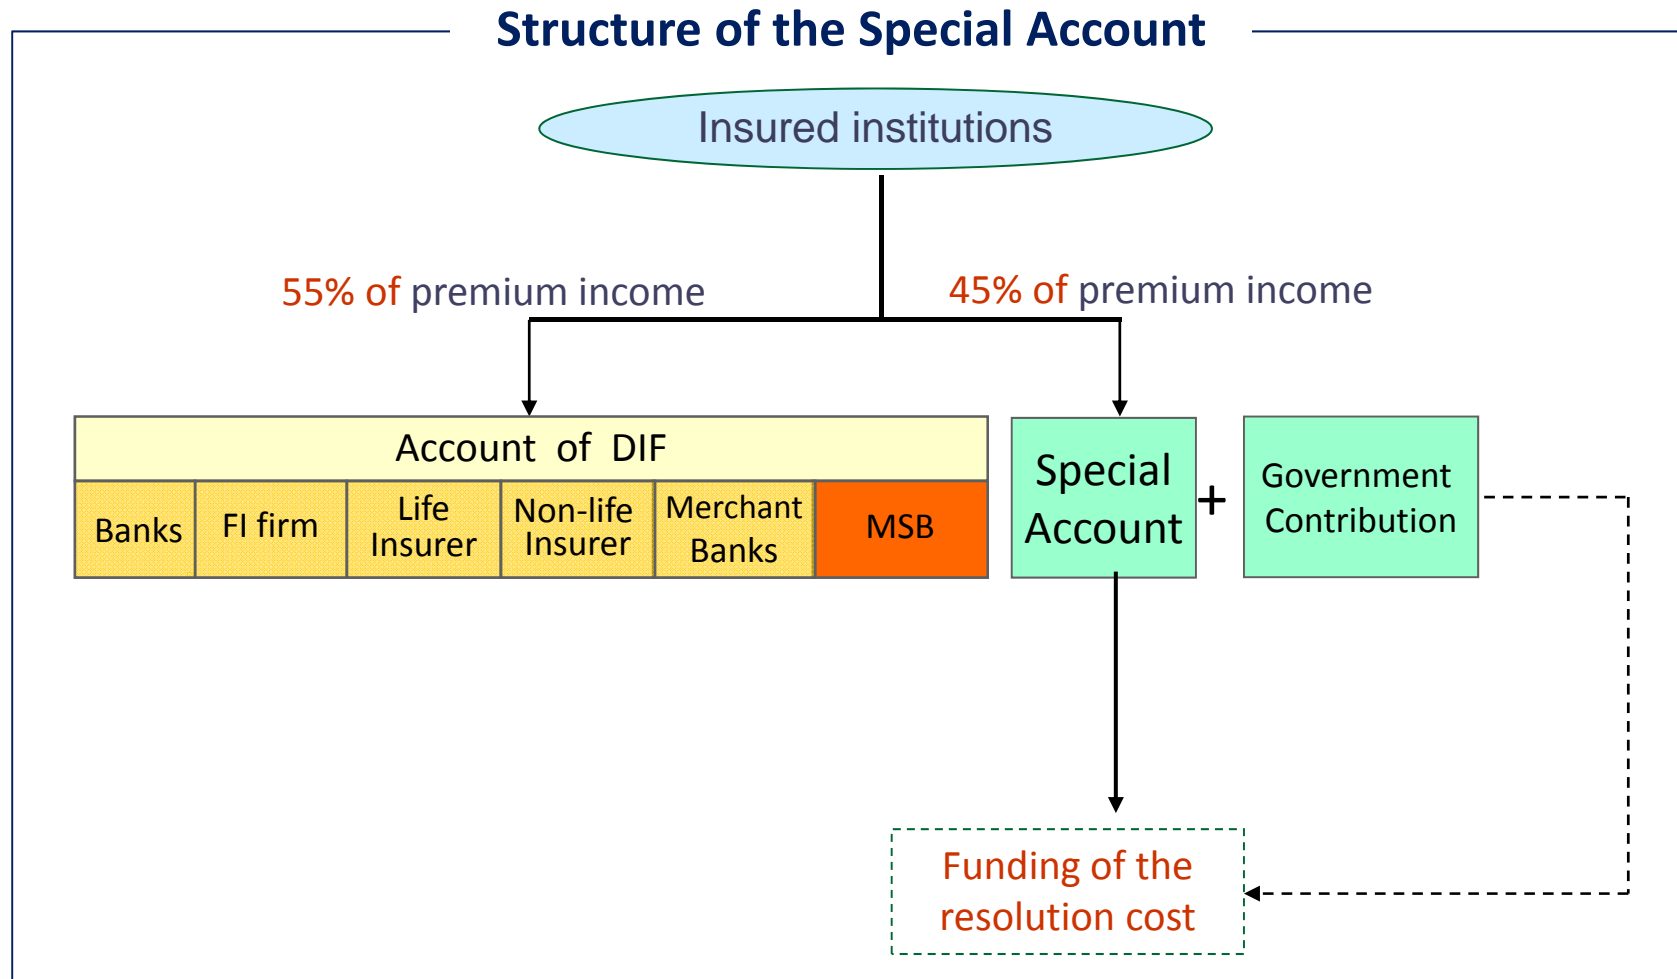 Structure of the Special Account
Insured institutions
55% of premium income
45% of premium income
Account of DIF
Banks
FI firm
Life
Insurer
Non-life
Insurer
Merchant
Banks
MSB
Special
Account
+
Government
Contribution
Funding of the
resolution cost